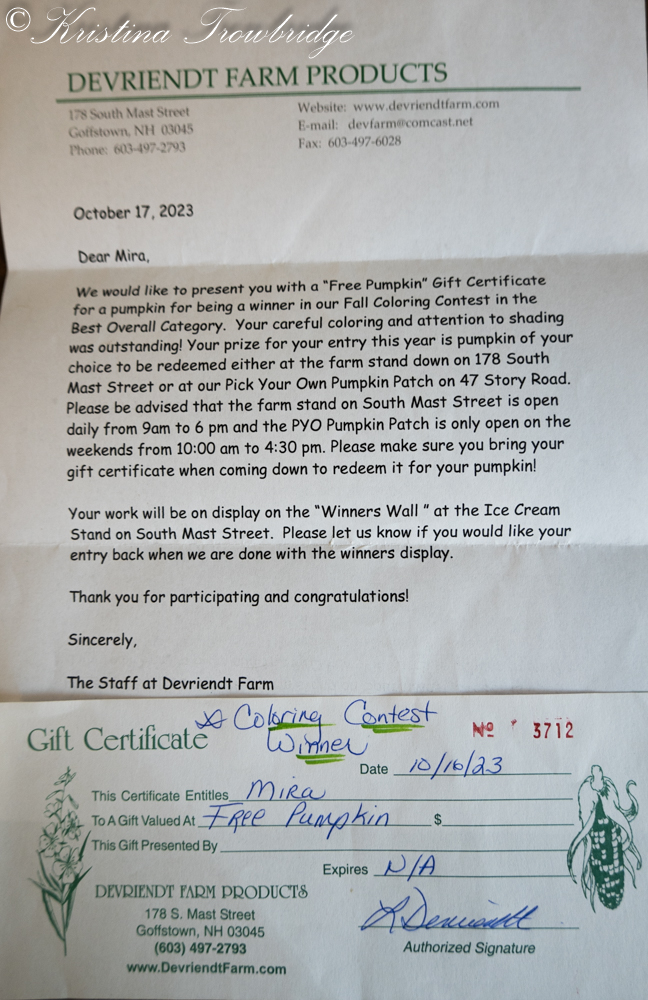 © Kristina Trowbridge
DEVRIENDT FARM PRODUCTS
178 South Mast Street
Goffstown, NH 03045
Phone: 603-497-2793
Website: www.devriendtfarm.com
E-mail: devfarm@comcast.net
Fax: 603-497-6028
October 17, 2023
Dear Mira,
We would like to present you with a “Free Pumpkin” Gift Certificate
for a pumpkin for being a winner in our Fall Coloring Contest in the
Best Overall Category. Your careful coloring and attention to shading
was outstanding! Your prize for your entry this year is pumpkin of your
choice to be redeemed either at the farm stand down on 178 South
Mast Street or at our Pick Your Own Pumpkin Patch on 47 Story Road.
Please be advised that the farm stand on South Mast Street is open
daily from 9am to 6 pm and the PYO Pumpkin Patch is only open on the
weekends from 10:00 am to 4:30 pm. Please make sure you bring your
gift certificate when coming down to redeem it for your pumpkin!
Your work will be on display on the “Winners Wall ” at the Ice Cream
Stand on South Mast Street. Please let us know if you would like your
entry back when we are done with the winners display.
Thank you for participating and congratulations!
Sincerely,
The Staff at Devriendt Farm
Gift Certificate
Coloring Contest
Winner
Nº 3712
Date 10/16/23
This Certificate Entitles Mira
To A Gift Valued At Free Pumpkin $
This Gift Presented By
Expires N/A
DEVRIENDT FARM PRODUCTS
178 S. Mast Street
Goffstown, NH 03045
(603) 497-2793
www.DevriendtFarm.com
L Devriendt
Authorized Signature